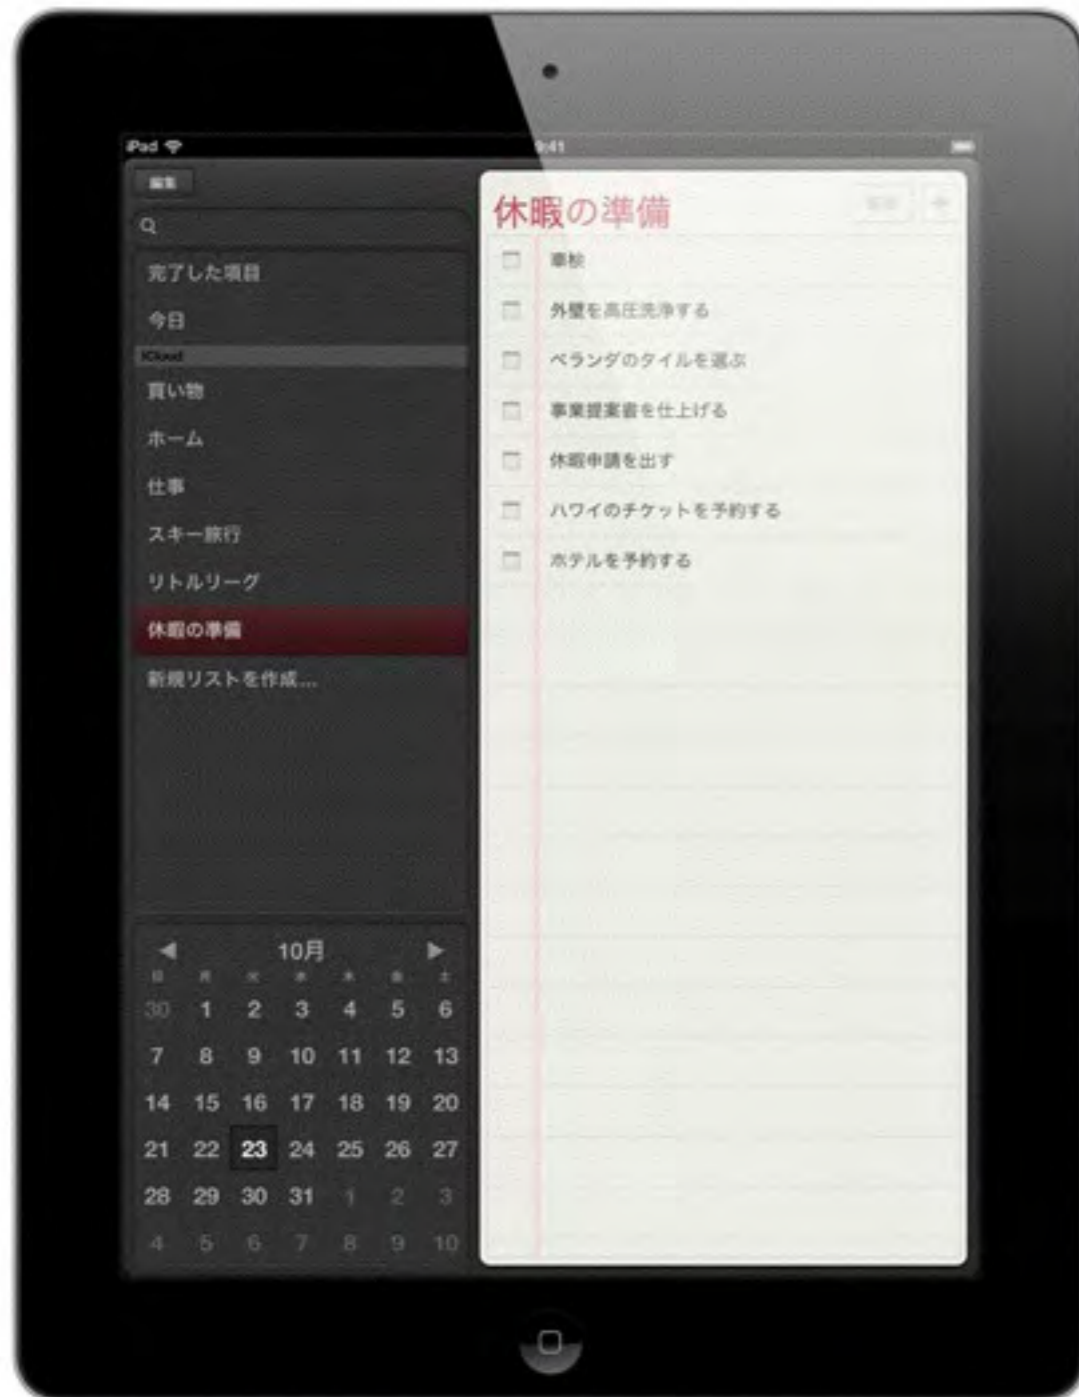 iPad
9:41
編集
完了した項目
今日
iCloud
買い物
ホーム
仕事
スキー旅行
リトルリーグ
休暇の準備
新規リストを作成...
10月
日 月 火 水 木 金 土
30 1 2 3 4 5 6
7 8 9 10 11 12 13
14 15 16 17 18 19 20
21 22 23 24 25 26 27
28 29 30 31 1 2 3
4 5 6 7 8 9 10
休暇の準備
車検
外壁を高圧洗浄する
ベランダのタイルを選ぶ
事業提案書を仕上げる
休暇申請を出す
ハワイのチケットを予約する
ホテルを予約する